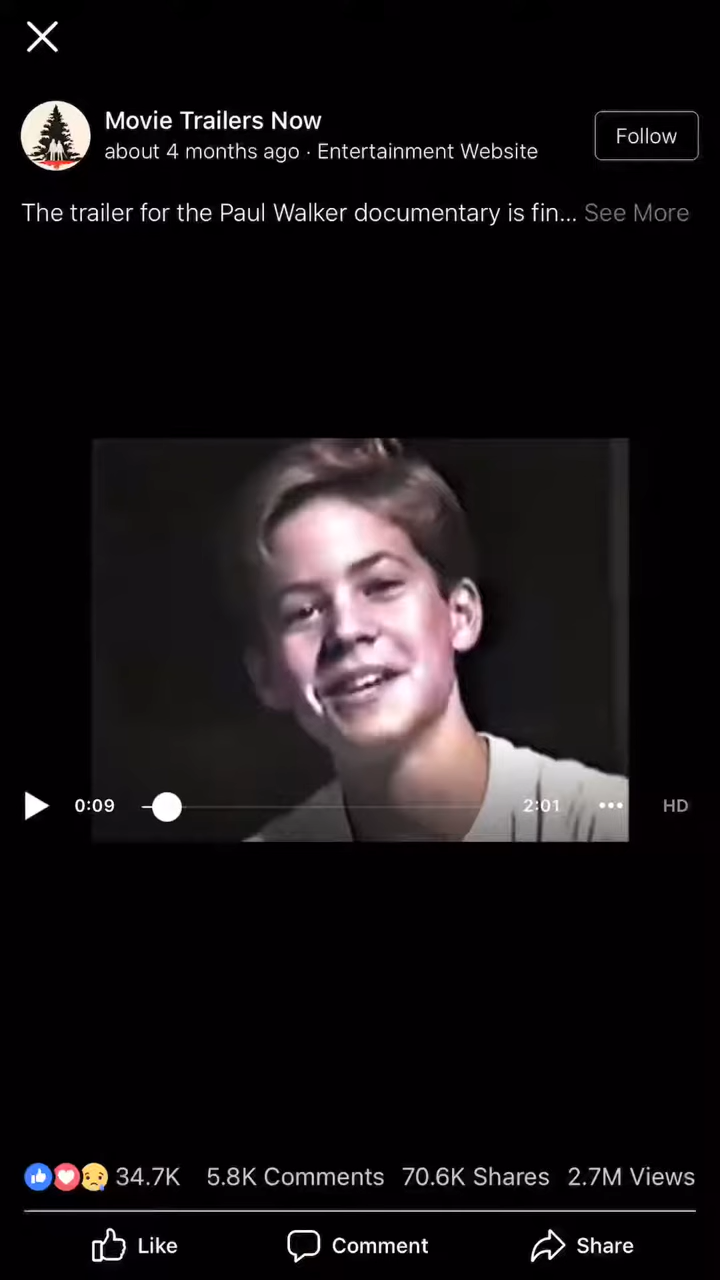 Movie Trailers Now
about 4 months ago · Entertainment Website
Follow
The trailer for the Paul Walker documentary is fin... See More
0:09
2:01
HD
34.7K 5.8K Comments 70.6K Shares 2.7M Views
Like Comment Share